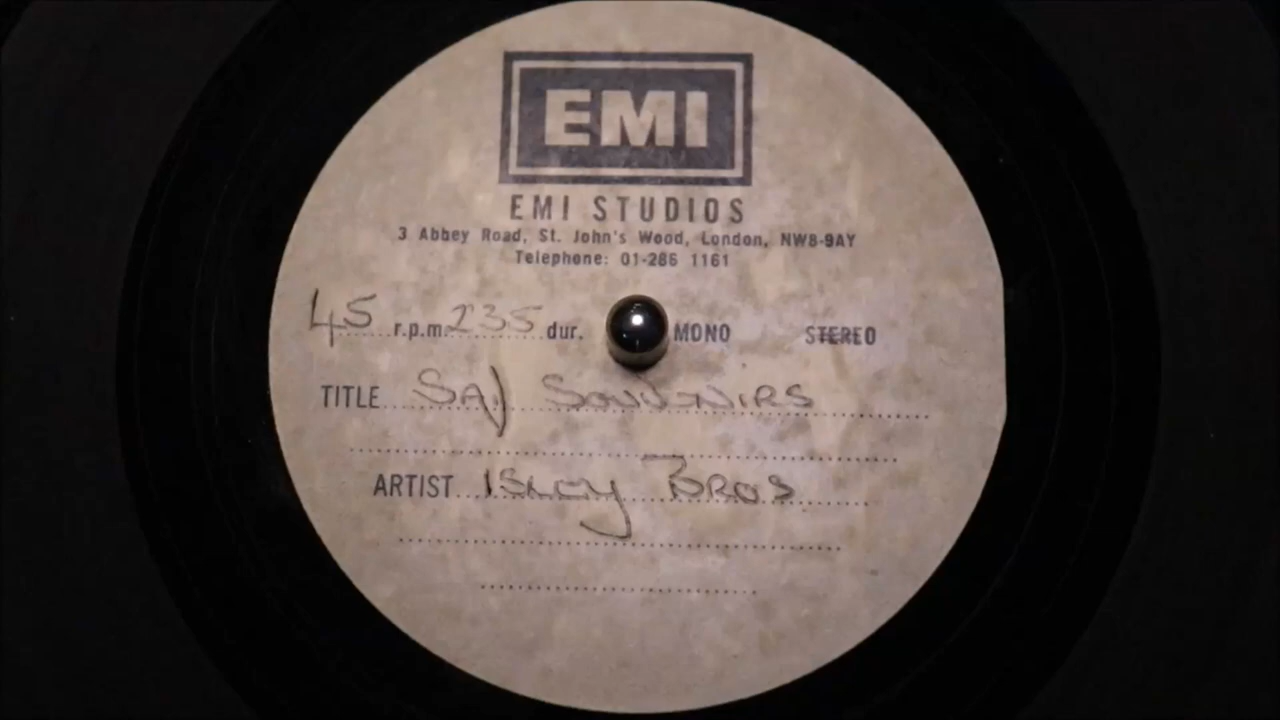 EMI
EMI STUDIOS
3 Abbey Road, St. John's Wood, London, NW8-9AY
Telephone: 01-286 1161
45 r.p.m. 235 dur. MONO STEREO
TITLE Sad Souvenirs
ARTIST Isley Bros